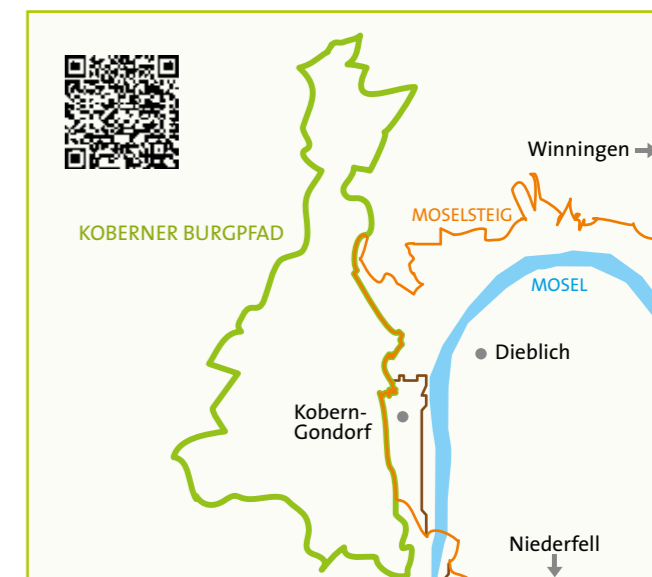 Winningen
MOSELSTEIG
KOBERNER BURGPFAD
MOSEL
Dieblich
Kobern-
Gondorf
Niederfell